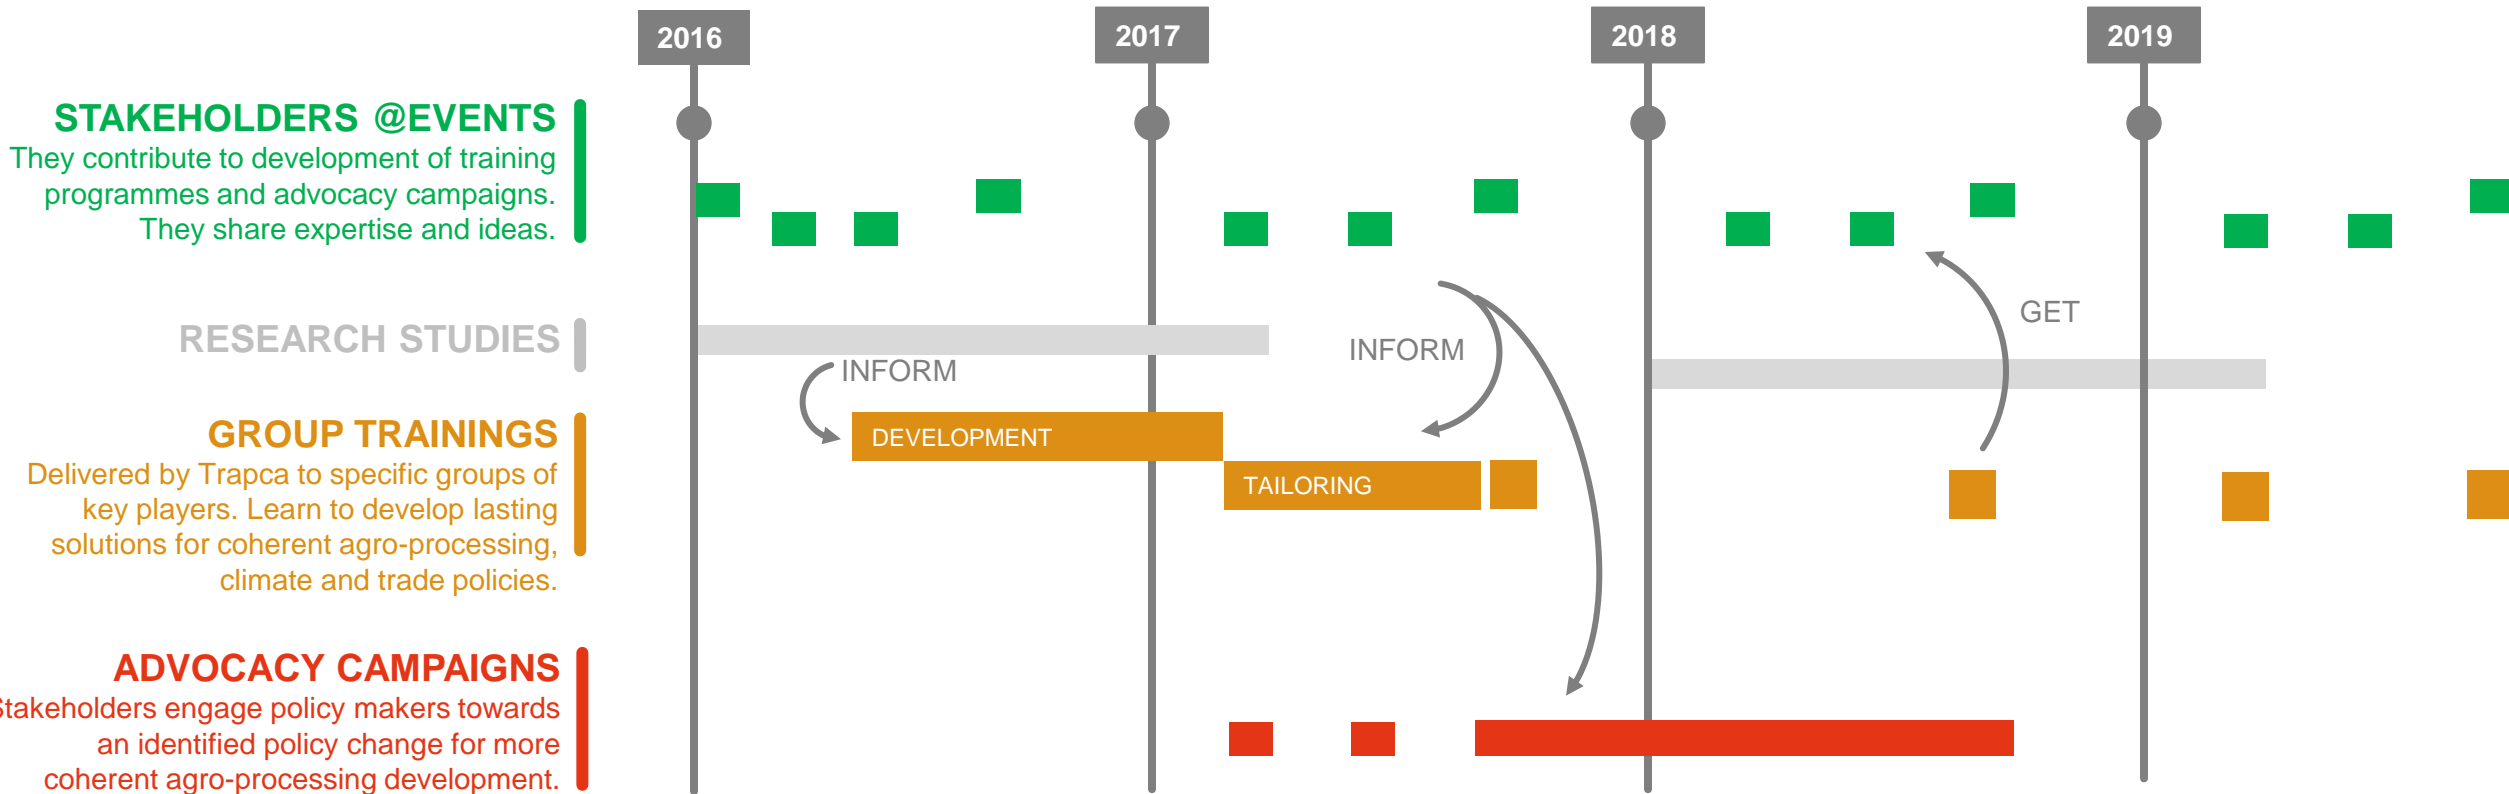 2016
2017
2018
2019
STAKEHOLDERS @EVENTS
They contribute to development of training
programmes and advocacy campaigns.
They share expertise and ideas.
RESEARCH STUDIES
GET
INFORM
INFORM
GROUP TRAININGS
Delivered by Trapca to specific groups of
key players. Learn to develop lasting
solutions for coherent agro-processing,
climate and trade policies.
DEVELOPMENT
TAILORING
ADVOCACY CAMPAIGNS
Stakeholders engage policy makers towards
an identified policy change for more
coherent agro-processing development.